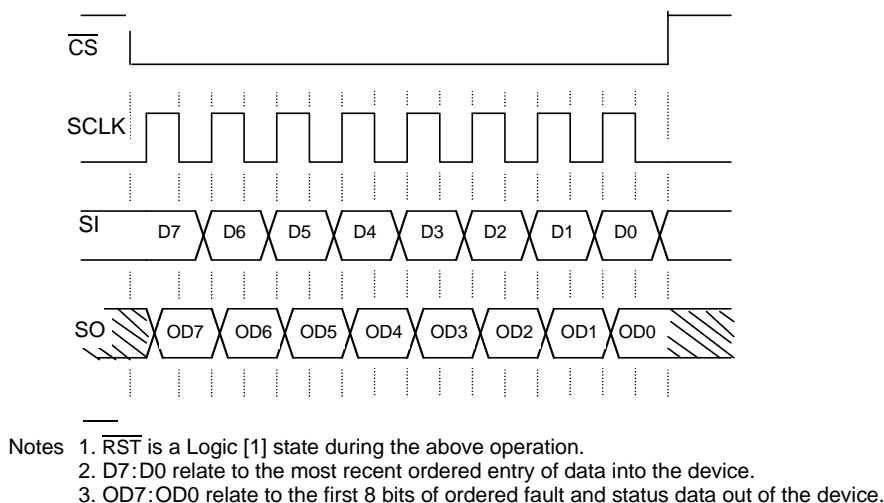 CS
SCLK
SI D7 D6 D5 D4 D3 D2 D1 D0
SO OD7 OD6 OD5 OD4 OD3 OD2 OD1 OD0
Notes 1. RST is a Logic [1] state during the above operation.
2. D7:D0 relate to the most recent ordered entry of data into the device.
3. OD7:OD0 relate to the first 8 bits of ordered fault and status data out of the device.